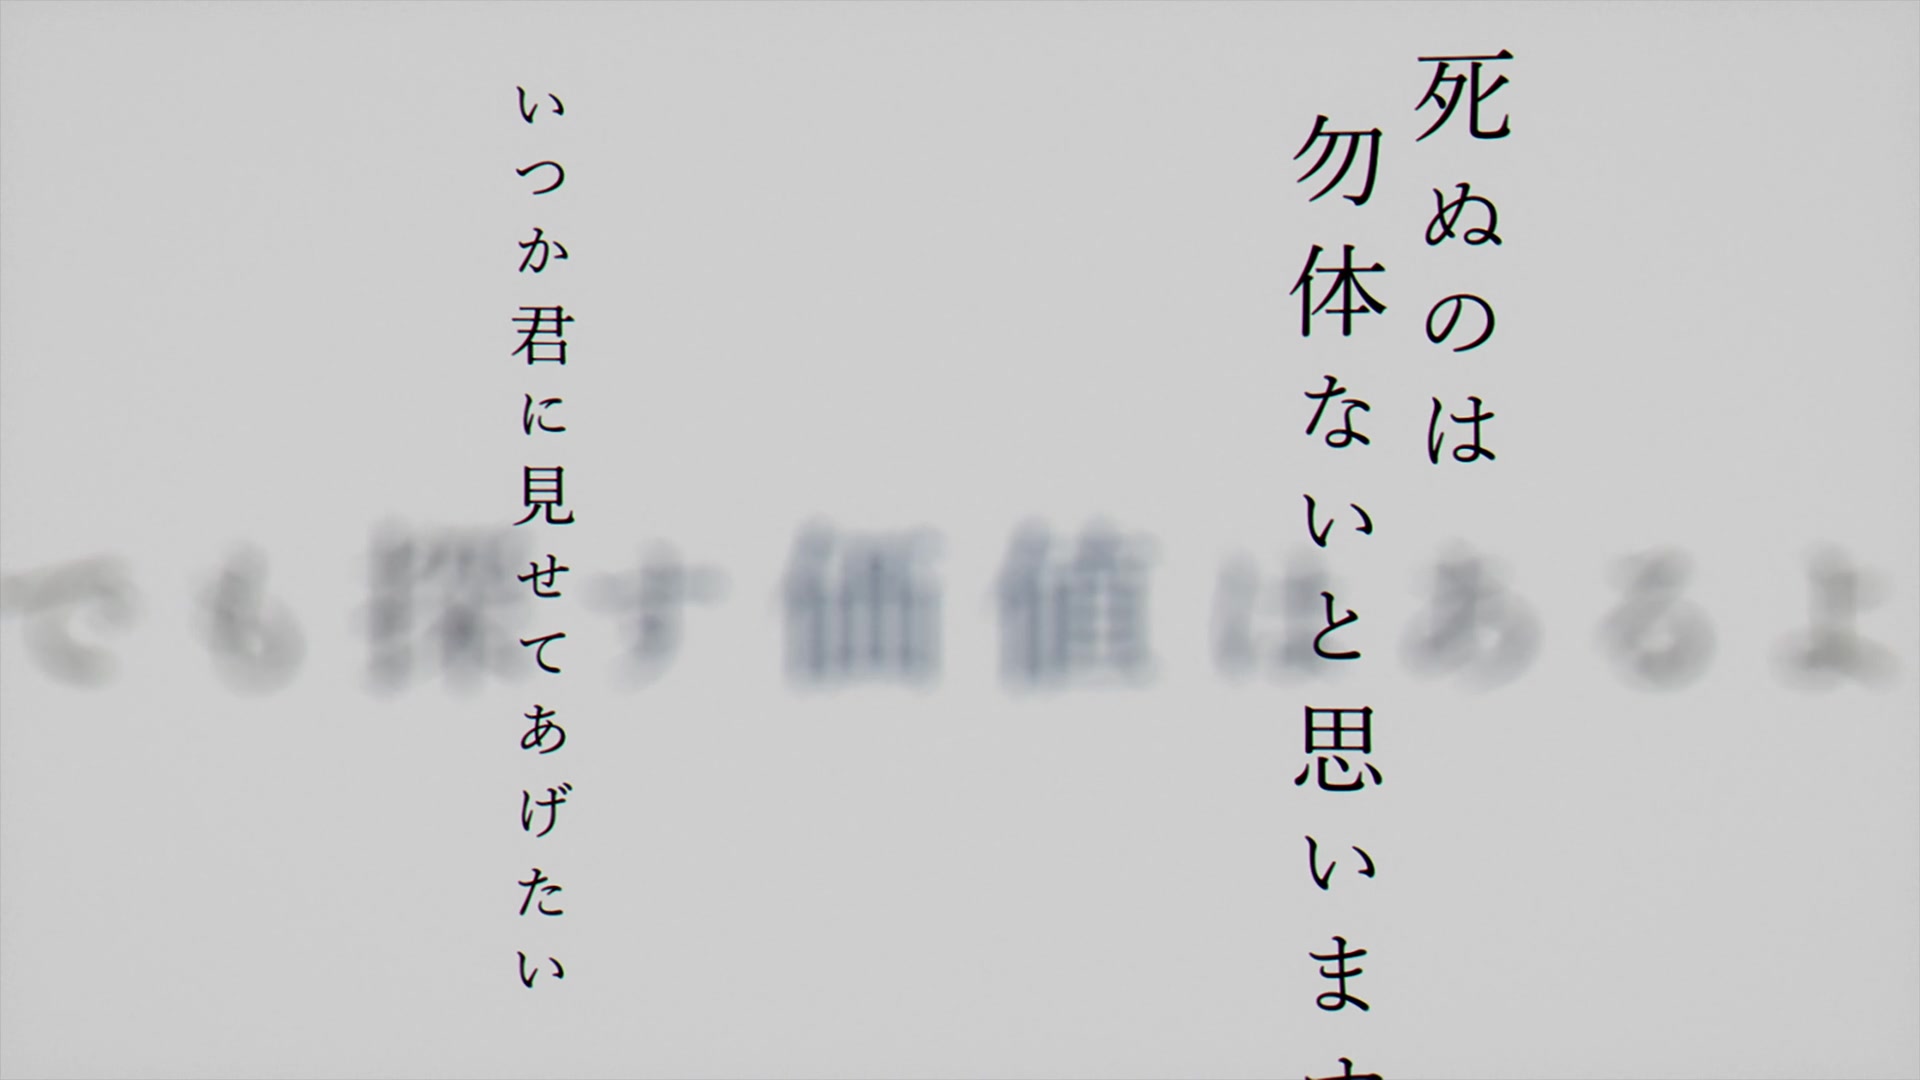 死ぬのは
勿体ないと思います
いつか君に見せてあげたい
でも探す価値はあるよ